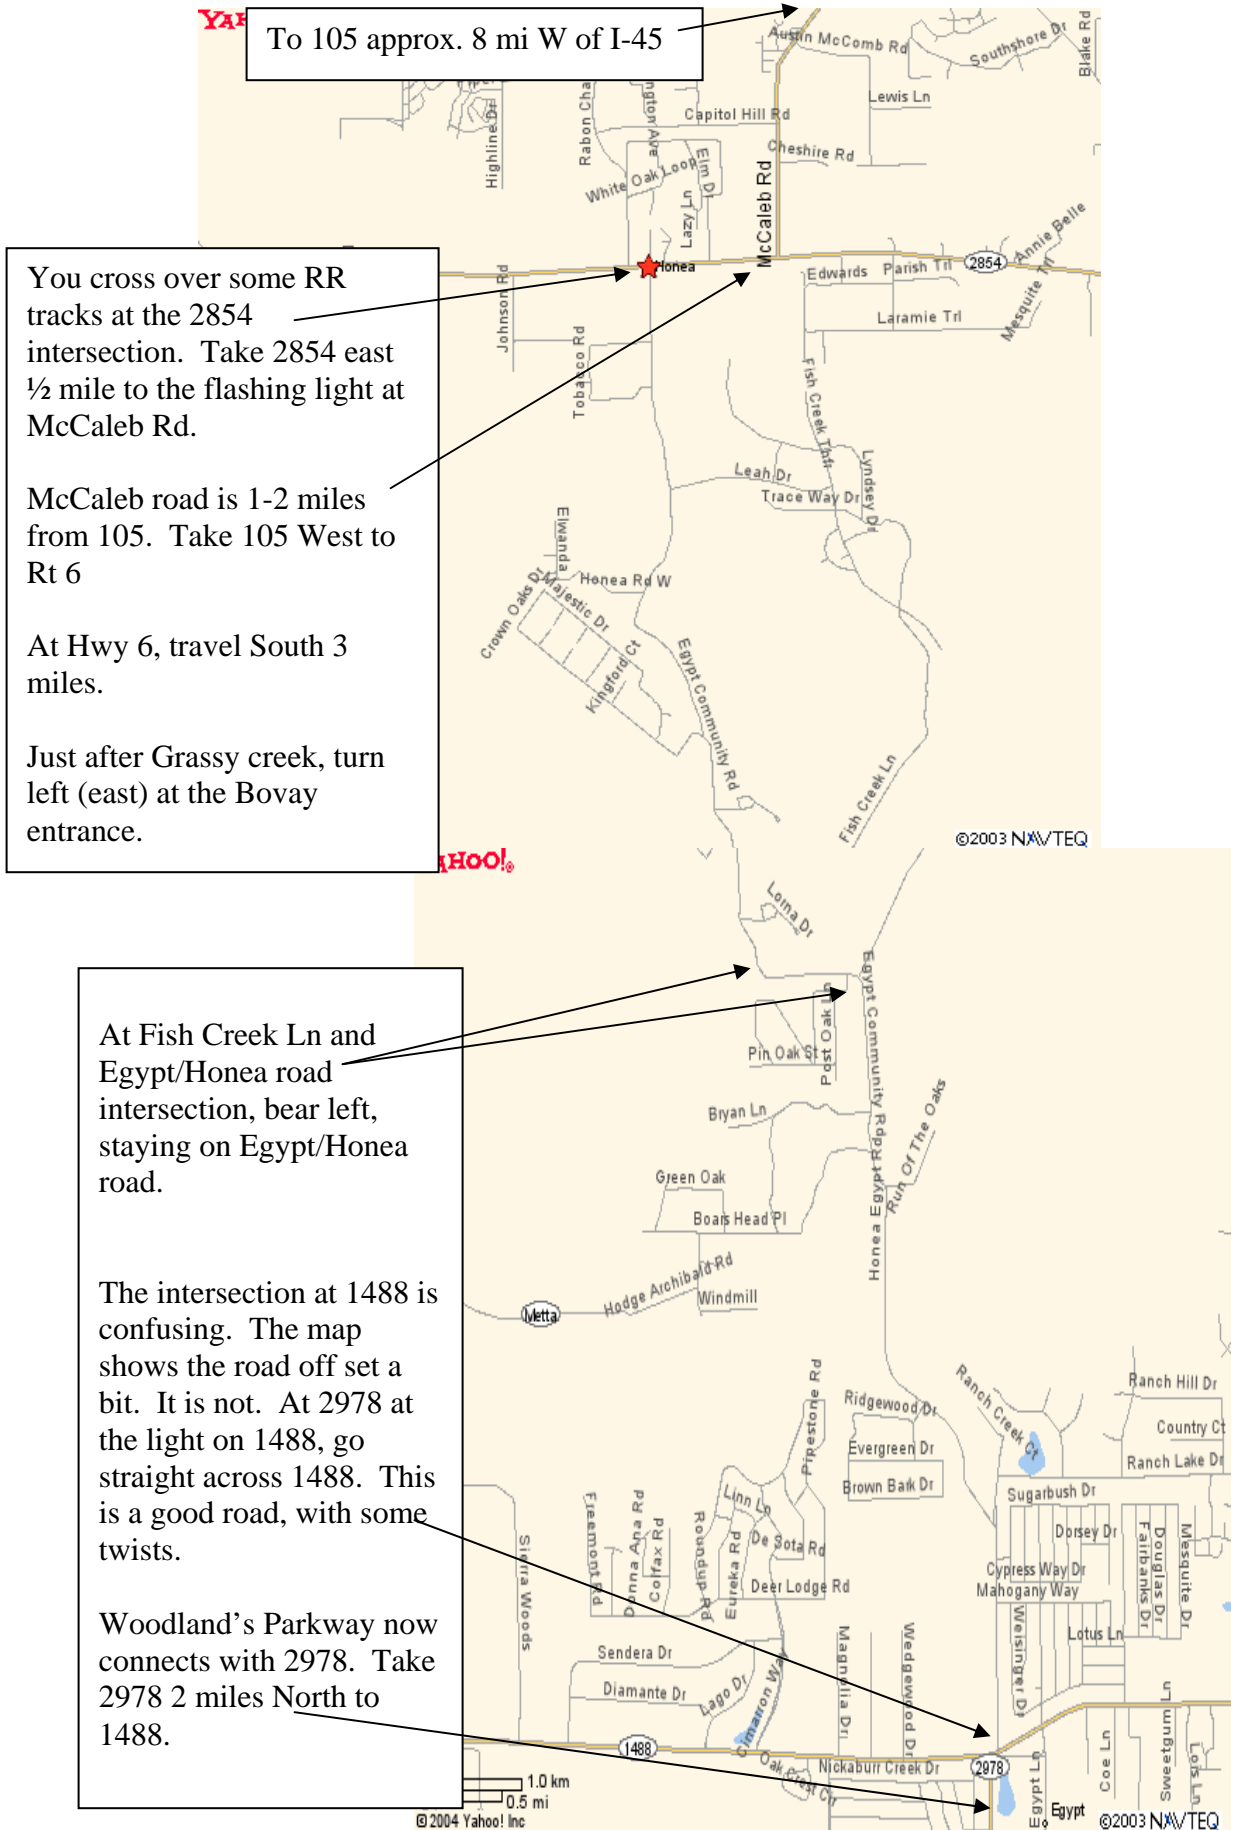 YAH
To 105 approx. 8 mi W of I-45
Austin McComb Rd
Southshore Dr
Blake Rd
Lewis Ln
Highline Dr
Rabon Cha
ngton Ave
Capitol Hill Rd
Cheshire Rd
White Oak Loop
Elm Dr
Lazy Ln
McCaleb Rd
Honea
Edwards
Parish Trl
2854
Annie Belle
Mesquite Trl
Laramie Trl
Johnson Rd
Tobacco Rd
Fish Creek Thfr
You cross over some RR
tracks at the 2854
intersection. Take 2854 east
½ mile to the flashing light at
McCaleb Rd.
McCaleb road is 1-2 miles
from 105. Take 105 West to
Rt 6
At Hwy 6, travel South 3
miles.
Just after Grassy creek, turn
left (east) at the Bovay
entrance.
Leah Dr
Trace Way Dr
Lyndsey Dr
Elwanda
Honea Rd W
Crown Oaks Dr
Majestic Dr
Kingford Ct
Egypt Community Rd
Fish Creek Ln
©2003 NAVTEQ
AHOO!®
Lorna Dr
Egypt Community Rd
Post Oak Ln
Pin Oak St
Bryan Ln
Run Of The Oaks
Honea Egypt Rd
Green Oak
Boars Head Pl
Hodge Archibald Rd
Windmill
Metta
At Fish Creek Ln and
Egypt/Honea road
intersection, bear left,
staying on Egypt/Honea
road.
The intersection at 1488 is
confusing. The map
shows the road off set a
bit. It is not. At 2978 at
the light on 1488, go
straight across 1488. This
is a good road, with some
twists.
Woodland's Parkway now
connects with 2978. Take
2978 2 miles North to
1488.
Pipestone Rd
Ridgewood Dr
Ranch Creek Ct
Ranch Hill Dr
Country Ct
Ranch Lake Dr
Evergreen Dr
Brown Bark Dr
Sugarbush Dr
Linn Ln
De Sota Rd
Deer Lodge Rd
Sierra Woods
Freemont Rd
Donna Ana Rd
Colfax Rd
Roundup Rd
Eureka Rd
Dorsey Dr
Fairbanks Dr
Douglas Dr
Mesquite Dr
Cypress Way Dr
Mahogany Way
Weisinger Dr
Lotus Ln
Sendera Dr
Diamante Dr
Lago Dr
Cimarron Way
Magnolia Dr
Wedgewood Dr
1488
Oak Crest Cir
Nickaburr Creek Dr
2978
Egypt Ln
Coe Ln
Sweetgum Ln
Lois Ln
Egypt
1.0 km
0.5 mi
©2004 Yahoo! Inc
©2003 NAVTEQ